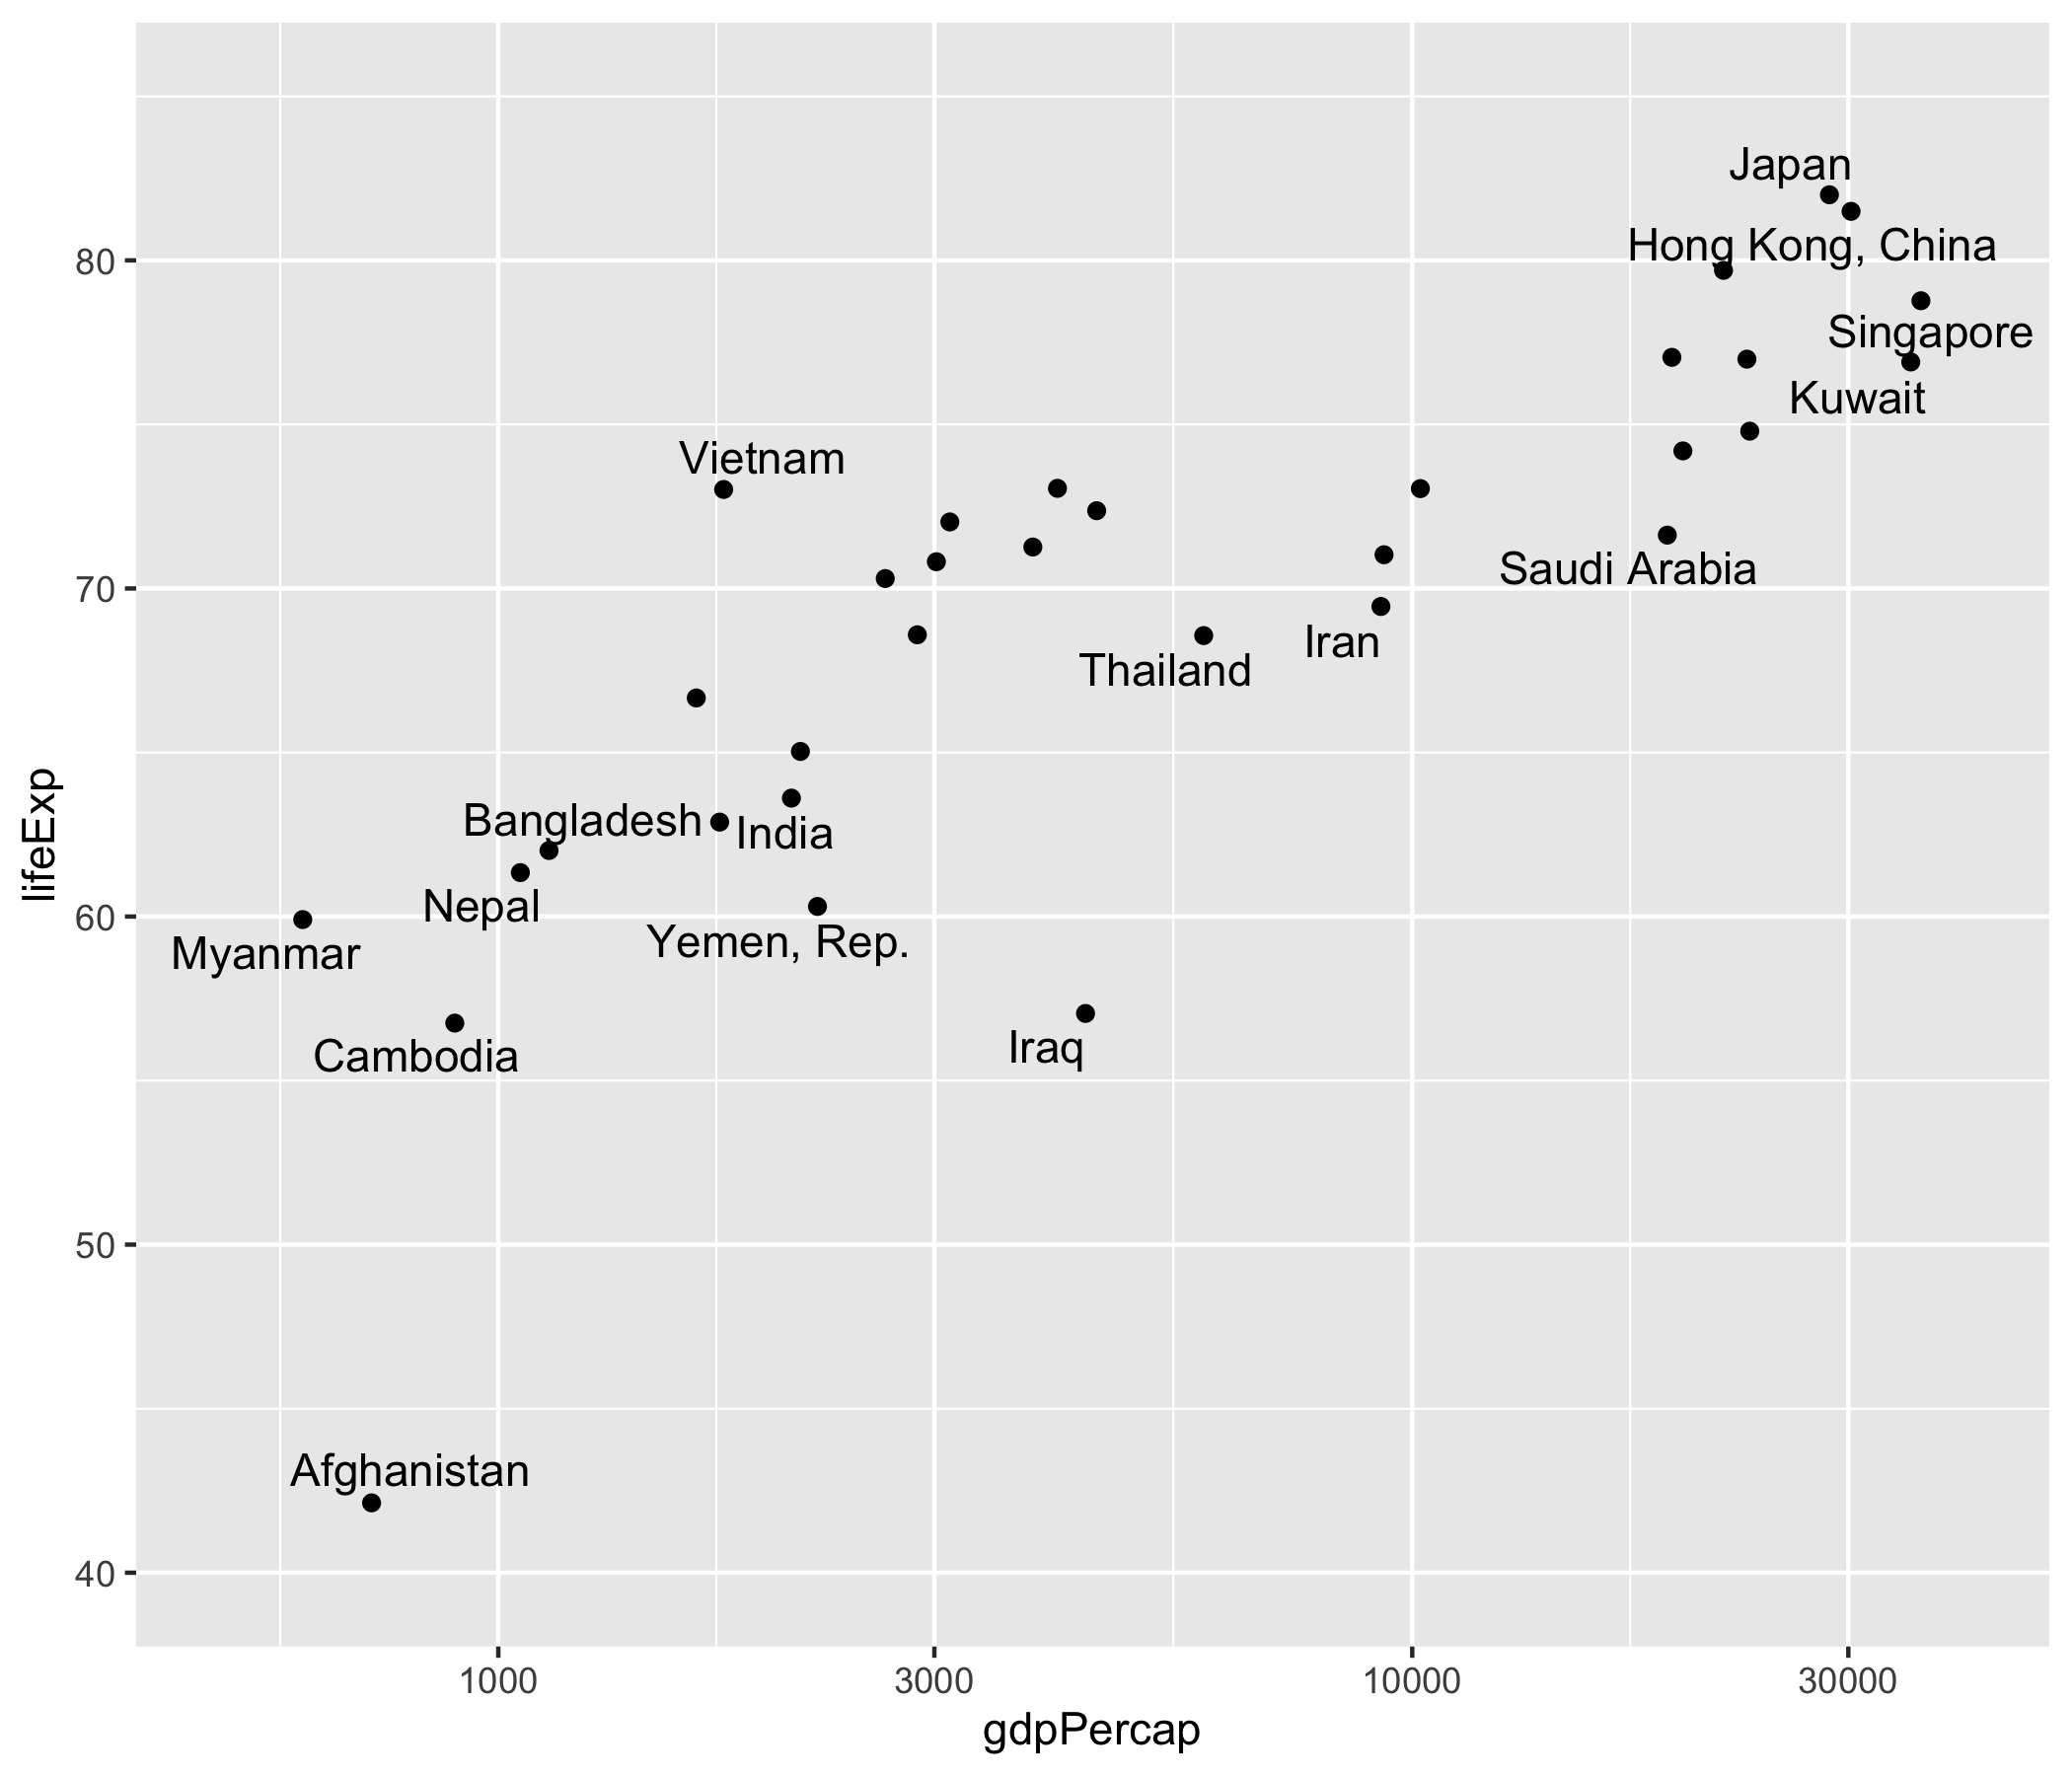 Japan
Hong Kong, China
80
Singapore
Kuwait
Vietnam
Saudi Arabia
70
Iran
Thailand
lifeExp
Bangladesh
India
Nepal
60
Yemen, Rep.
Myanmar
Iraq
Cambodia
50
Afghanistan
40
1000 3000 10000 30000
gdpPercap